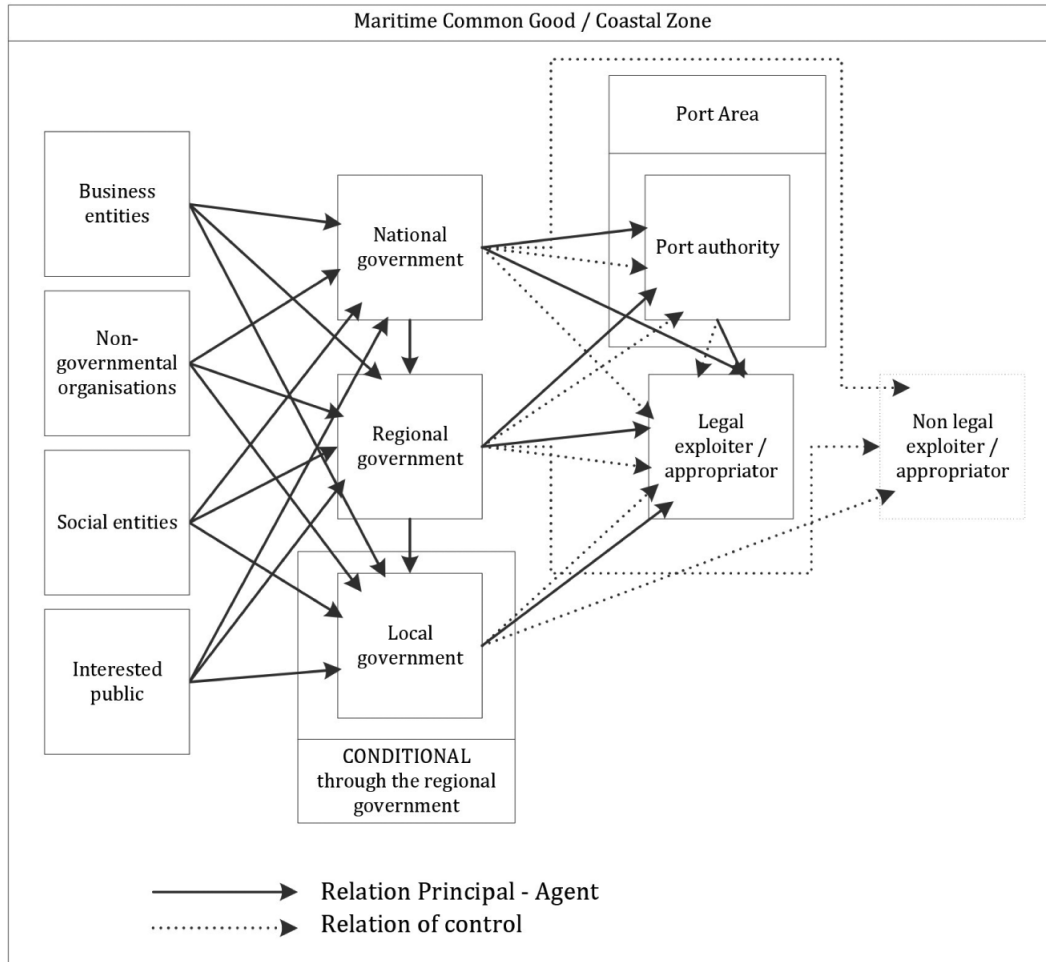 Maritime Common Good / Coastal Zone
Port Area
Business
entities
National
government
Port authority
Non-
governmental
organisations
Regional
government
Legal
exploiter /
appropriator
Non legal
exploiter /
appropriator
Social entities
Local
government
Interested
public
CONDITIONAL
through the regional
government
Relation Principal - Agent
Relation of control